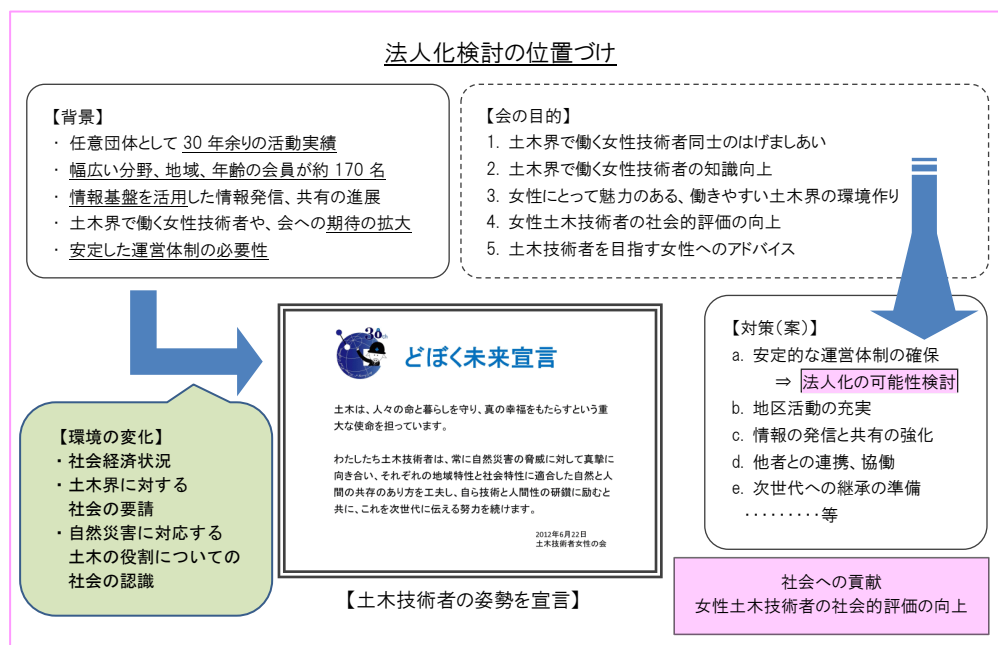 法人化検討の位置づけ
【背景】
・ 任意団体として 30 年余りの活動実績
・ 幅広い分野、地域、年齢の会員が約 170 名
・ 情報基盤を活用した情報発信、共有の進展
・ 土木界で働く女性技術者や、会への期待の拡大
・ 安定した運営体制の必要性
【会の目的】
1. 土木界で働く女性技術者同士のはげましあい
2. 土木界で働く女性技術者の知識向上
3. 女性にとって魅力のある、働きやすい土木界の環境作り
4. 女性土木技術者の社会的評価の向上
5. 土木技術者を目指す女性へのアドバイス
【環境の変化】
・社会経済状況
・土木界に対する
社会の要請
・自然災害に対応する
土木の役割についての
社会の認識
30th
どぼく未来宣言
土木は、人々の命と暮らしを守り、真の幸福をもたらすという重
大な使命を担っています。
わたしたち土木技術者は、常に自然災害の脅威に対して真摯に
向き合い、それぞれの地域特性と社会特性に適合した自然と人
間の共存のあり方を工夫し、自ら技術と人間性の研鑽に励むと
共に、これを次世代に伝える努力を続けます。
2012年6月22日
土木技術者女性の会
【土木技術者の姿勢を宣言】
【対策(案)】
a. 安定的な運営体制の確保
⇒ 法人化の可能性検討
b. 地区活動の充実
c. 情報の発信と共有の強化
d. 他者との連携、協働
e. 次世代への継承の準備
・・・・・・・・・等
社会への貢献
女性土木技術者の社会的評価の向上